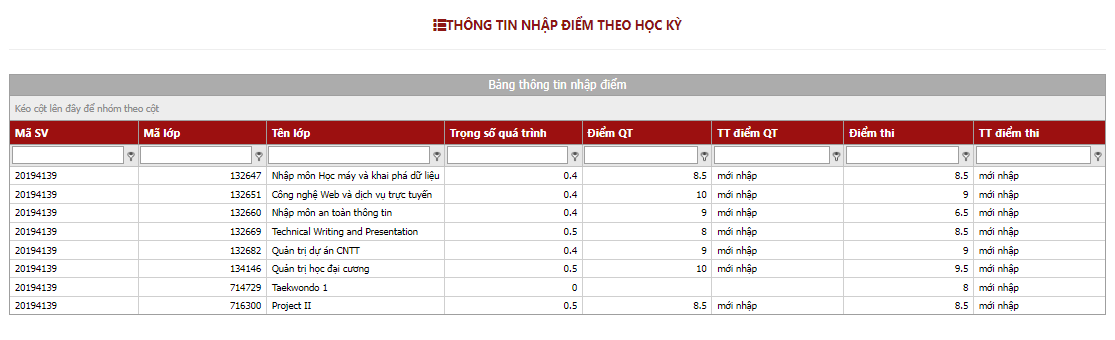 THÔNG TIN NHẬP ĐIỂM THEO HỌC KỲ
Bảng thông tin nhập điểm
Kéo cột lên đây để nhóm theo cột
Mã SV Mã lớp Tên lớp Trọng số quá trình Điểm QT TT điểm QT Điểm thi TT điểm thi
20194139 132647 Nhập môn Học máy và khai phá dữ liệu 0.4 8.5 mới nhập 8.5 mới nhập
20194139 132651 Công nghệ Web và dịch vụ trực tuyến 0.4 10 mới nhập 9 mới nhập
20194139 132660 Nhập môn an toàn thông tin 0.4 9 mới nhập 6.5 mới nhập
20194139 132669 Technical Writing and Presentation 0.5 8 mới nhập 8.5 mới nhập
20194139 132682 Quản trị dự án CNTT 0.4 9 mới nhập 9 mới nhập
20194139 134146 Quản trị học đại cương 0.5 10 mới nhập 9.5 mới nhập
20194139 714729 Taekwondo 1 0 8 mới nhập
20194139 716300 Project II 0.5 8.5 mới nhập 8.5 mới nhập